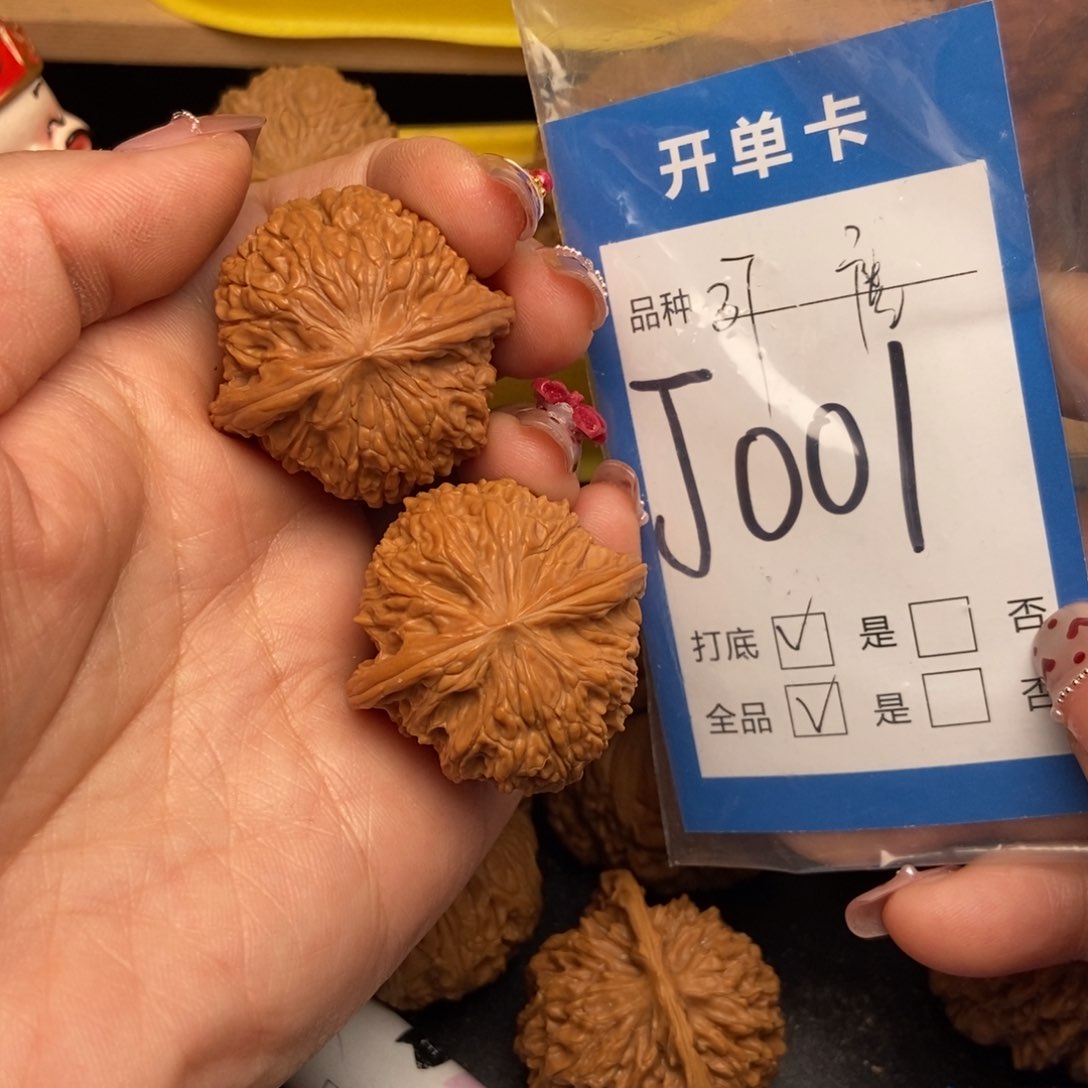 开单卡
品种
J001
打底 ✓ 是 □ 否
全品 ✓ 是 □ 否